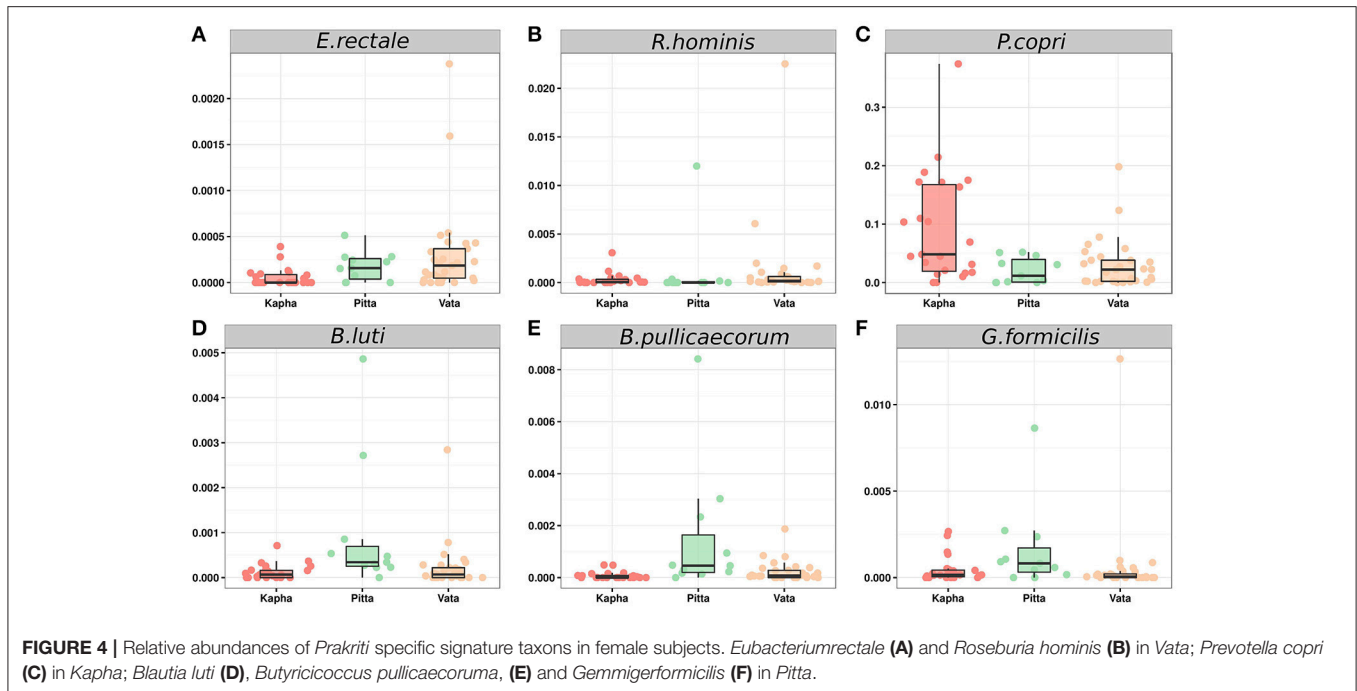 A
E.rectale
0.0020
0.0015
0.0010
0.0005
0.0000
Kapha Pitta Vata
B
R.hominis
0.020
0.015
0.010
0.005
0.000
Kapha Pitta Vata
C
P.copri
0.3
0.2
0.1
0.0
Kapha Pitta Vata
D
B.luti
0.005
0.003
0.002
0.001
0.000
Kapha Pitta Vata
E
B.pullicaecorum
0.008
0.006
0.004
0.002
0.000
Kapha Pitta Vata
F
G.formicilis
0.010
0.005
0.000
Kapha Pitta Vata
FIGURE 4 | Relative abundances of Prakriti specific signature taxons in female subjects. Eubacteriumrectale (A) and Roseburia hominis (B) in Vata; Prevotella copri
(C) in Kapha; Blautia luti (D), Butyricicoccus pullicaecoruma, (E) and Gemmigerformicilis (F) in Pitta.